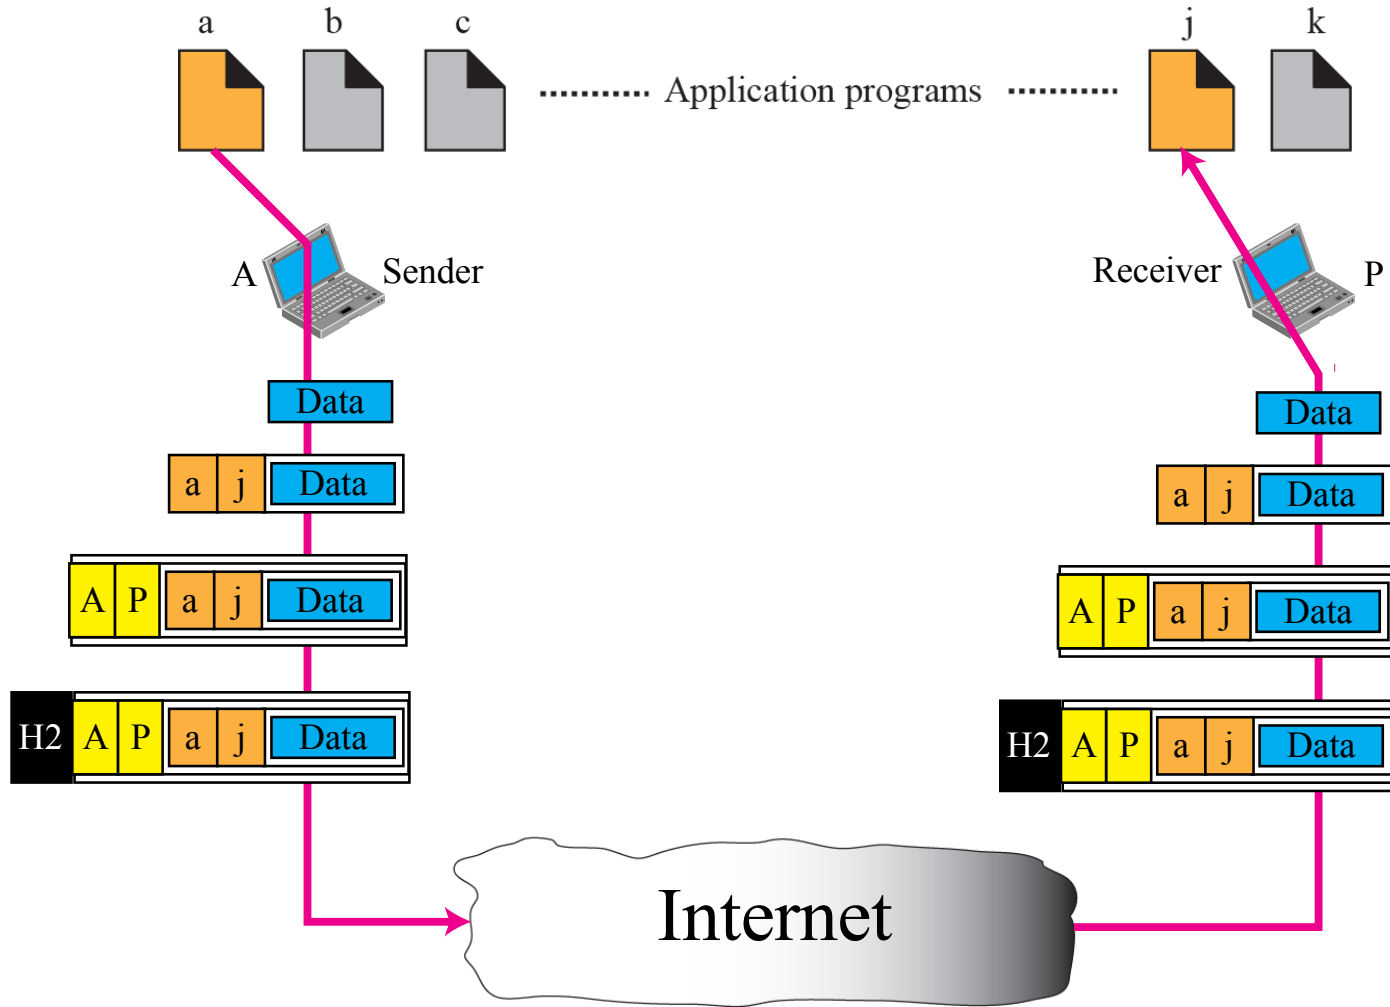 a b c j k
Application programs
A Sender Receiver P
Data Data
a j Data a j Data
A P a j Data A P a j Data
H2 A P a j Data H2 A P a j Data
Internet